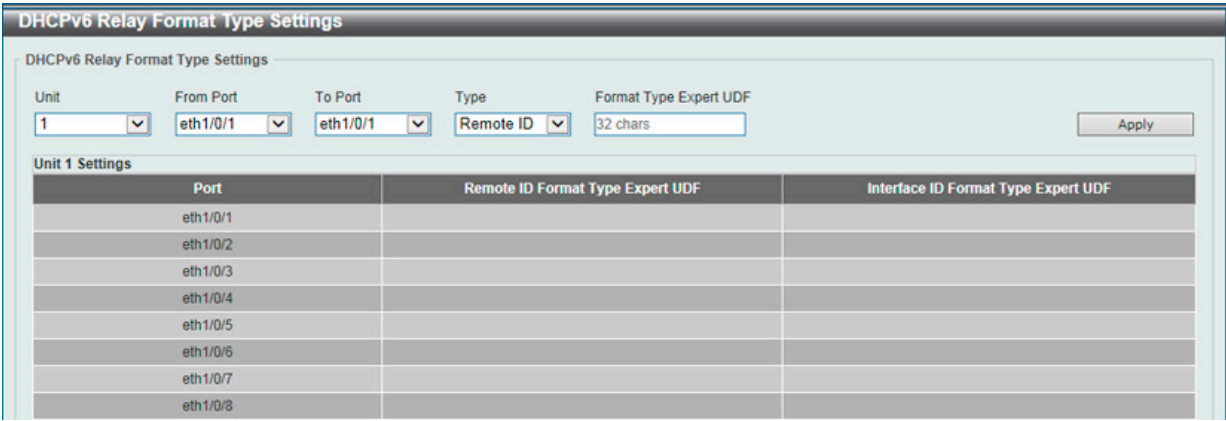 DHCPv6 Relay Format Type Settings
DHCPv6 Relay Format Type Settings
Unit From Port To Port Type Format Type Expert UDF
1 eth1/0/1 eth1/0/1 Remote ID 32 chars Apply
Unit 1 Settings
Port Remote ID Format Type Expert UDF Interface ID Format Type Expert UDF
eth1/0/1
eth1/0/2
eth1/0/3
eth1/0/4
eth1/0/5
eth1/0/6
eth1/0/7
eth1/0/8